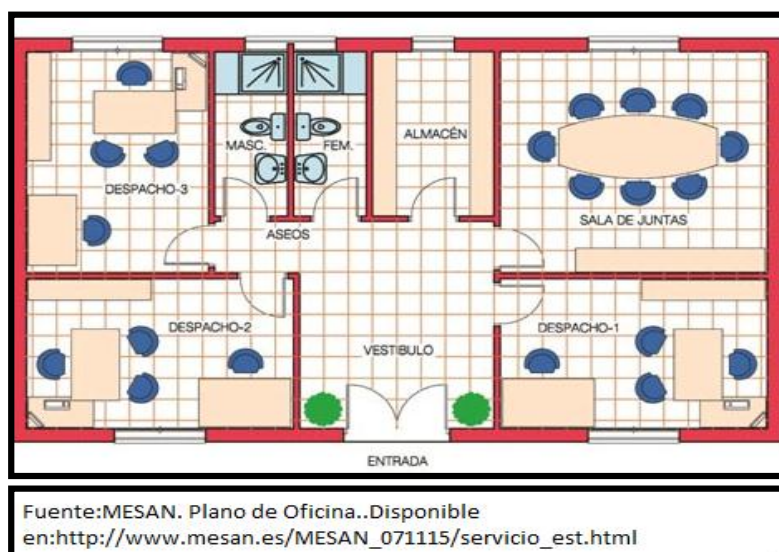 MASC.
FEM.
ALMACÉN
DESPACHO-3
ASEOS
SALA DE JUNTAS
DESPACHO-2
DESPACHO-1
VESTIBULO
ENTRADA
Fuente:MESAN. Plano de Oficina..Disponible
en:http://www.mesan.es/MESAN_071115/servicio_est.html